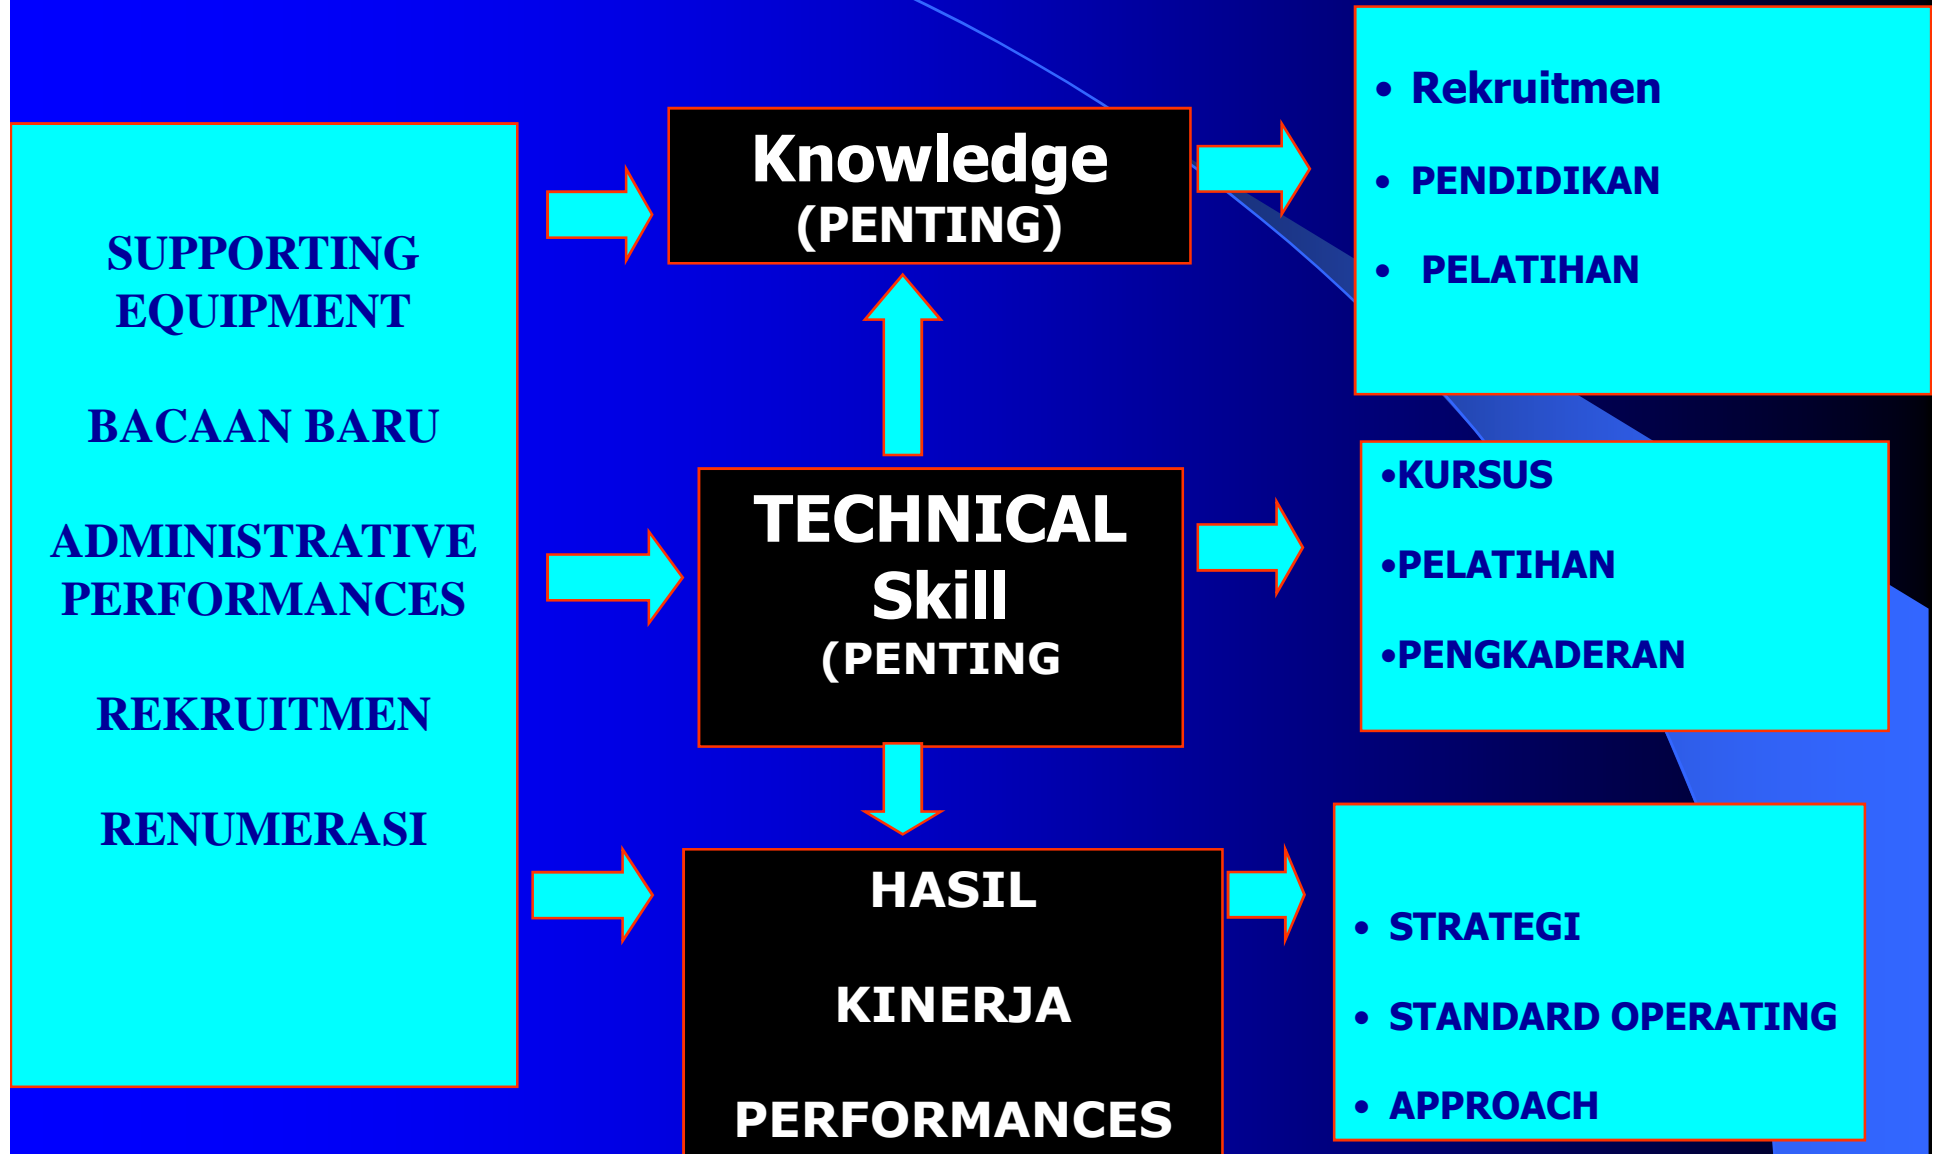 SUPPORTING
EQUIPMENT
BACAAN BARU
ADMINISTRATIVE
PERFORMANCES
REKRUITMEN
RENUMERASI
Knowledge
(PENTING)
TECHNICAL
Skill
(PENTING
HASIL
KINERJA
PERFORMANCES
• Rekruitmen
• PENDIDIKAN
• PELATIHAN
•KURSUS
•PELATIHAN
•PENGKADERAN
• STRATEGI
• STANDARD OPERATING
• APPROACH